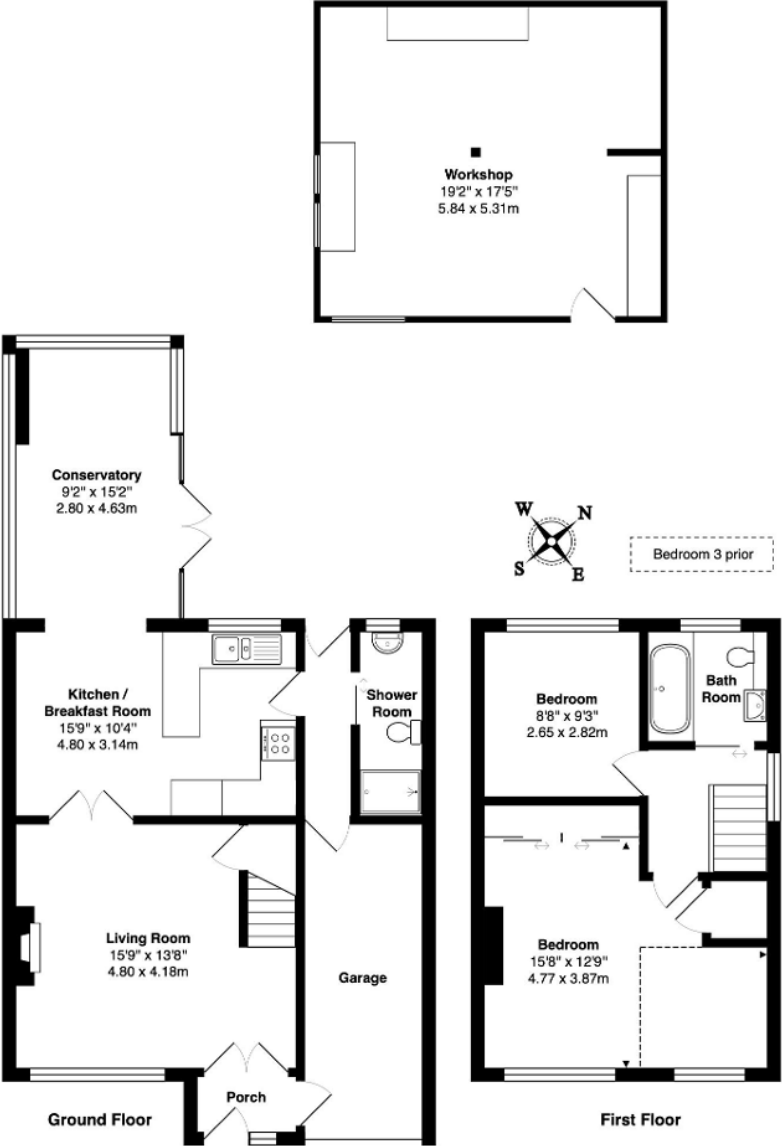 Workshop
19'2" x 17'5"
5.84 x 5.31m
Conservatory
9'2" x 15'2"
2.80 x 4.63m
W
N
S
E
Bedroom 3 prior
Kitchen /
Breakfast Room
15'9" x 10'4"
4.80 x 3.14m
Shower
Room
Bedroom
8'8" x 9'3"
2.65 x 2.82m
Bath
Room
Living Room
15'9" x 13'8"
4.80 x 4.18m
Garage
Bedroom
15'8" x 12'9"
4.77 x 3.87m
Porch
Ground Floor
First Floor